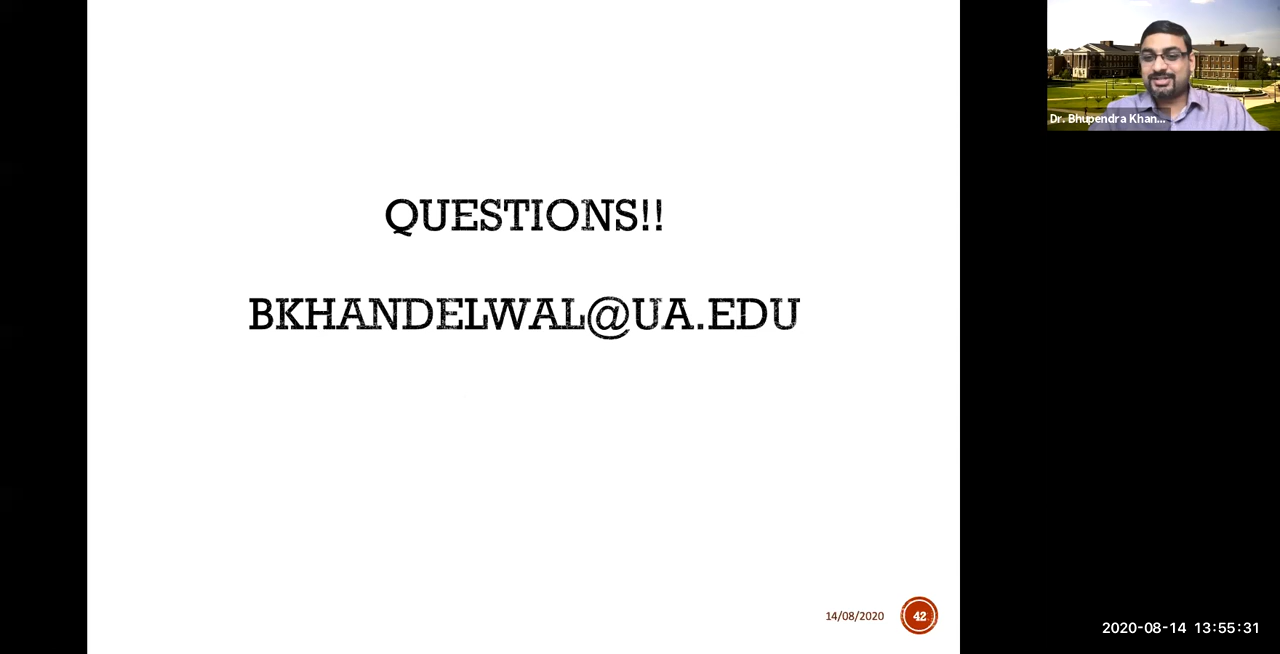 Dr. Bhupendra Khan...
QUESTIONS!!
BKHANDELWAL@UA.EDU
14/08/2020
42
2020-08-14 13:55:31